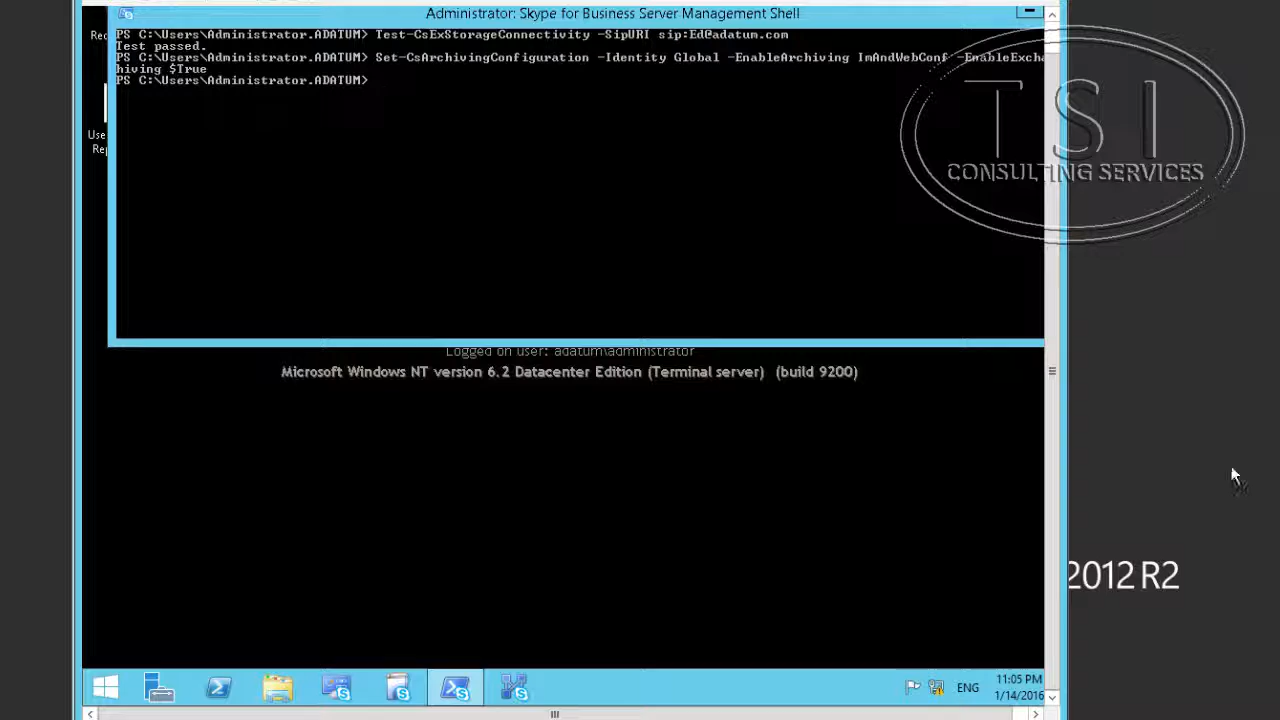 Administrator: Skype for Business Server Management Shell
Rec
PS C:\Users\Administrator.ADATUM> Test-CsExStorageConnectivity -SipURI sip:Ed@adatum.com
Test passed.
PS C:\Users\Administrator.ADATUM> Set-CsArchivingConfiguration -Identity Global -EnableArchiving ImAndWebConf -EnableExcha
hiving $True
PS C:\Users\Administrator.ADATUM>
Use
Rep
TSI
CONSULTING SERVICES
Logged on user: adatum\administrator
Microsoft Windows NT version 6.2 Datacenter Edition (Terminal server) (build 9200)
2012 R2
ENG
11:05 PM
1/14/2016